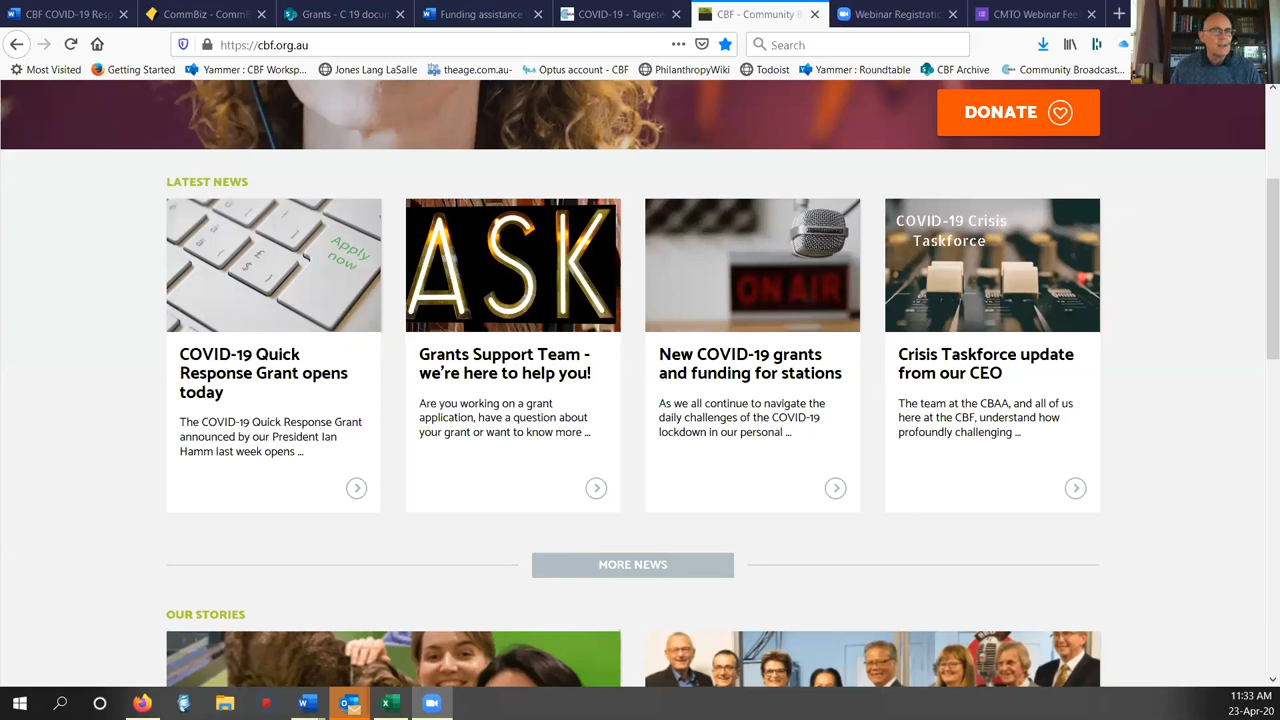 CBF COVID-19 Resp
CommBiz - CommB
Grants - C 19 docum
Funding assistance
COVID-19 - Targete
CBF - Community B
Webinar Registratio
CMTO Webinar Fee
https://cbf.org.au
Search
Most Visited
Getting Started
Yammer : CBF Worksp...
Jones Lang LaSalle
theage.com.au-
Optus account - CBF
PhilanthropyWiki
Todoist
Yammer : Roundtable
CBF Archive
Community Broadcast...
DONATE
LATEST NEWS
Apply
now
ASK
ON AIR
COVID-19 Crisis
Taskforce
COVID-19 Quick
Response Grant opens
today
The COVID-19 Quick Response Grant
announced by our President Ian
Hamm last week opens ...
Grants Support Team -
we're here to help you!
Are you working on a grant
application, have a question about
your grant or want to know more ...
New COVID-19 grants
and funding for stations
As we all continue to navigate the
daily challenges of the COVID-19
lockdown in our personal ...
Crisis Taskforce update
from our CEO
The team at the CBAA, and all of us
here at the CBF, understand how
profoundly challenging ...
MORE NEWS
OUR STORIES
11:33 AM
23-Apr-20